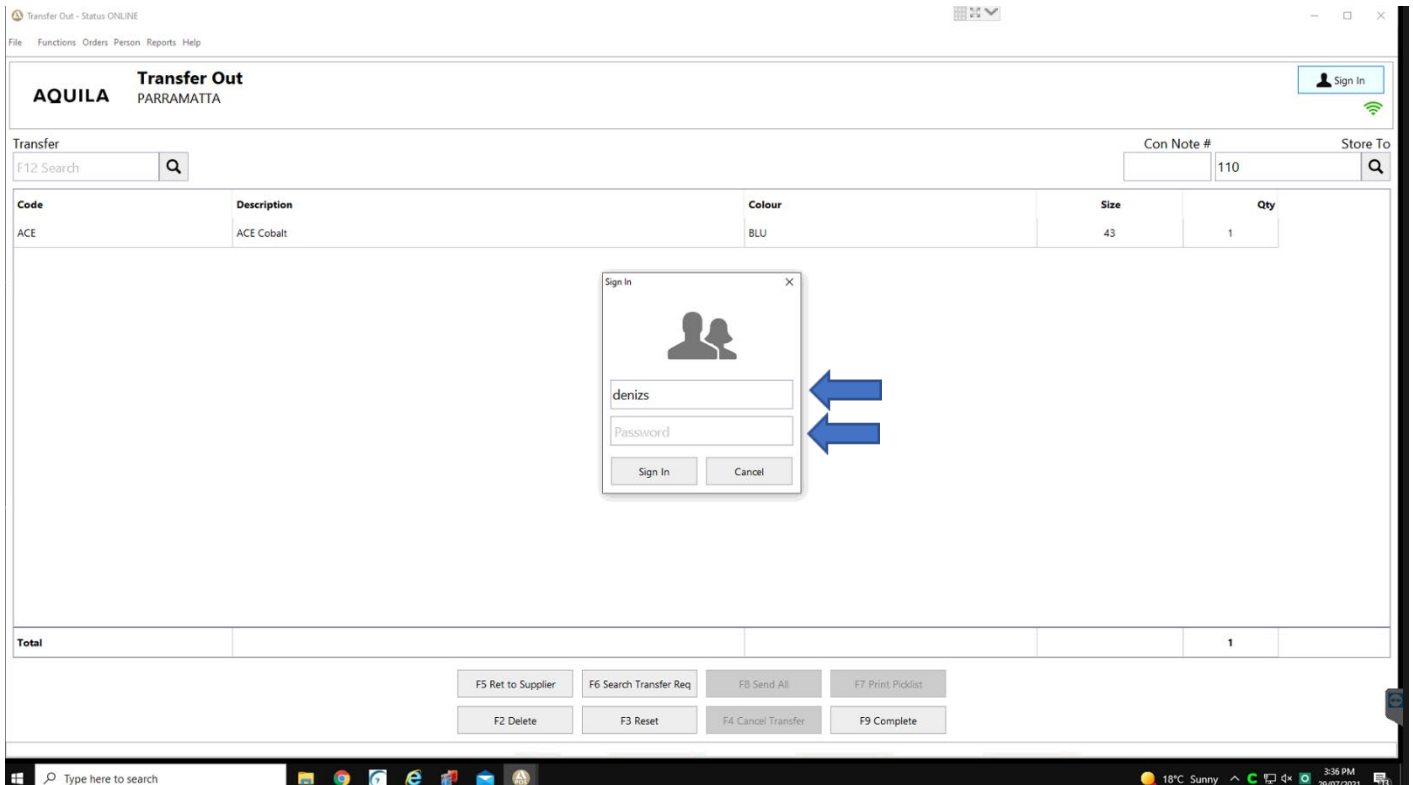 Transfer Out - Status ONLINE
File Functions Orders Person Reports Help
AQUILA
Transfer Out
PARRAMATTA
Sign In
Transfer
Con Note #
Store To
F12 Search
110
Code Description Colour Size Qty
ACE ACE Cobalt BLU 43 1
Sign In
denizs
Password
Sign In Cancel
Total 1
F5 Ret to Supplier F6 Search Transfer Req F8 Send All F7 Print Picklist
F2 Delete F3 Reset F4 Cancel Transfer F9 Complete
Type here to search
18°C Sunny
3:36 PM
29/07/2021